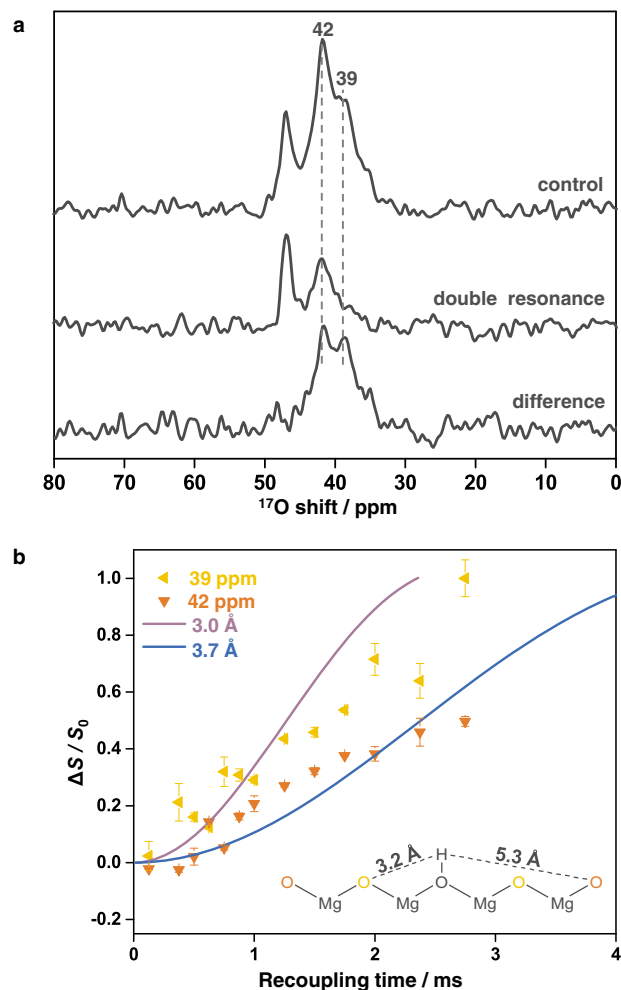 a
42
39
control
double resonance
difference
80 70 60 50 40 30 20 10 0
¹⁷O shift / ppm
b
39 ppm
42 ppm
3.0 Å
3.7 Å
1.0
0.8
0.6
0.4
0.2
0.0
-0.2
ΔS / S₀
3.2 Å
H
5.3 Å
O O O O O
Mg Mg Mg Mg
0 1 2 3 4
Recoupling time / ms